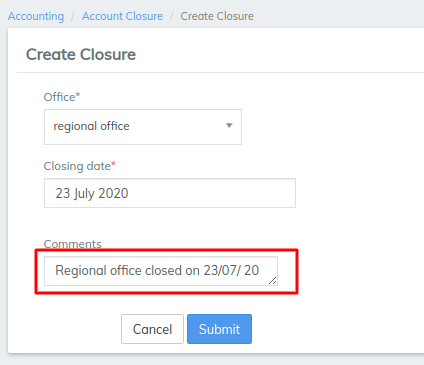 Accounting / Account Closure / Create Closure
Create Closure
Office*
regional office
Closing date*
23 July 2020
Comments
Regional office closed on 23/07/ 20
Cancel Submit